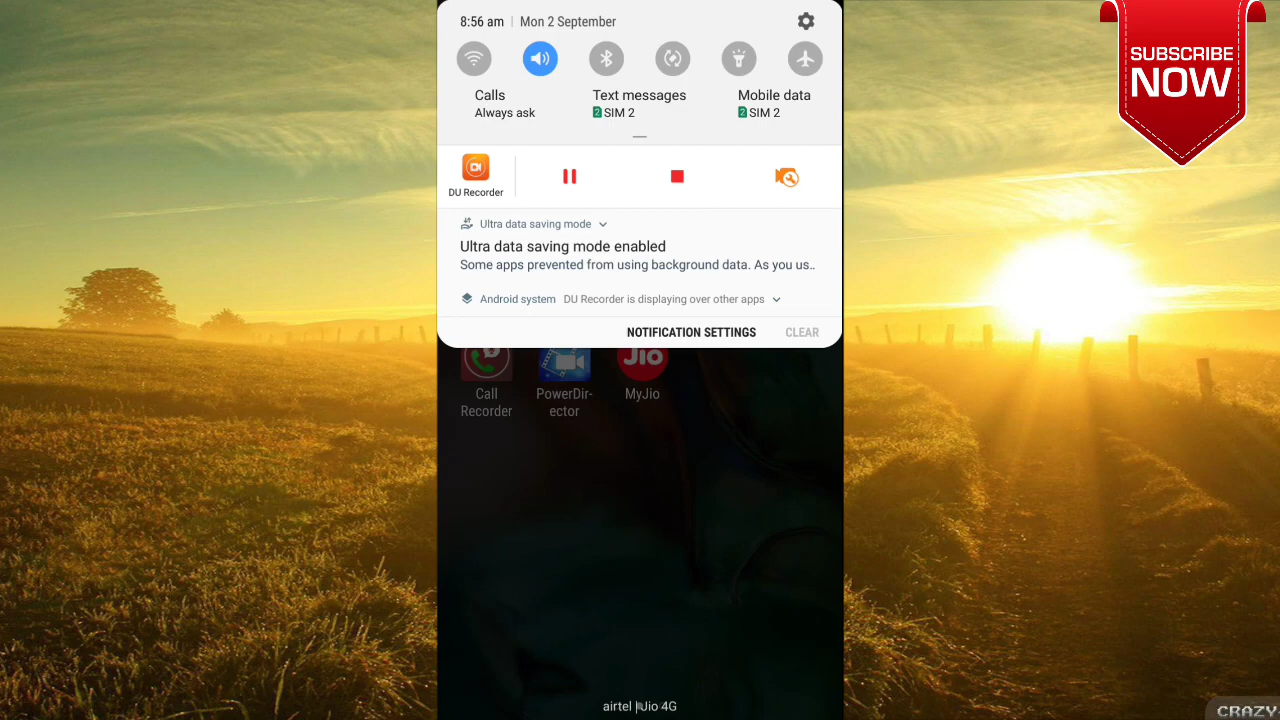 8:56 am | Mon 2 September
SUBSCRIBE
NOW
Calls
Always ask
Text messages
2 SIM 2
Mobile data
2 SIM 2
DU Recorder
Ultra data saving mode
Ultra data saving mode enabled
Some apps prevented from using background data. As you us..
Android system DU Recorder is displaying over other apps
NOTIFICATION SETTINGS CLEAR
Call
Recorder
PowerDir-
ector
Jio
MyJio
airtel | Jio 4G
CRAZY